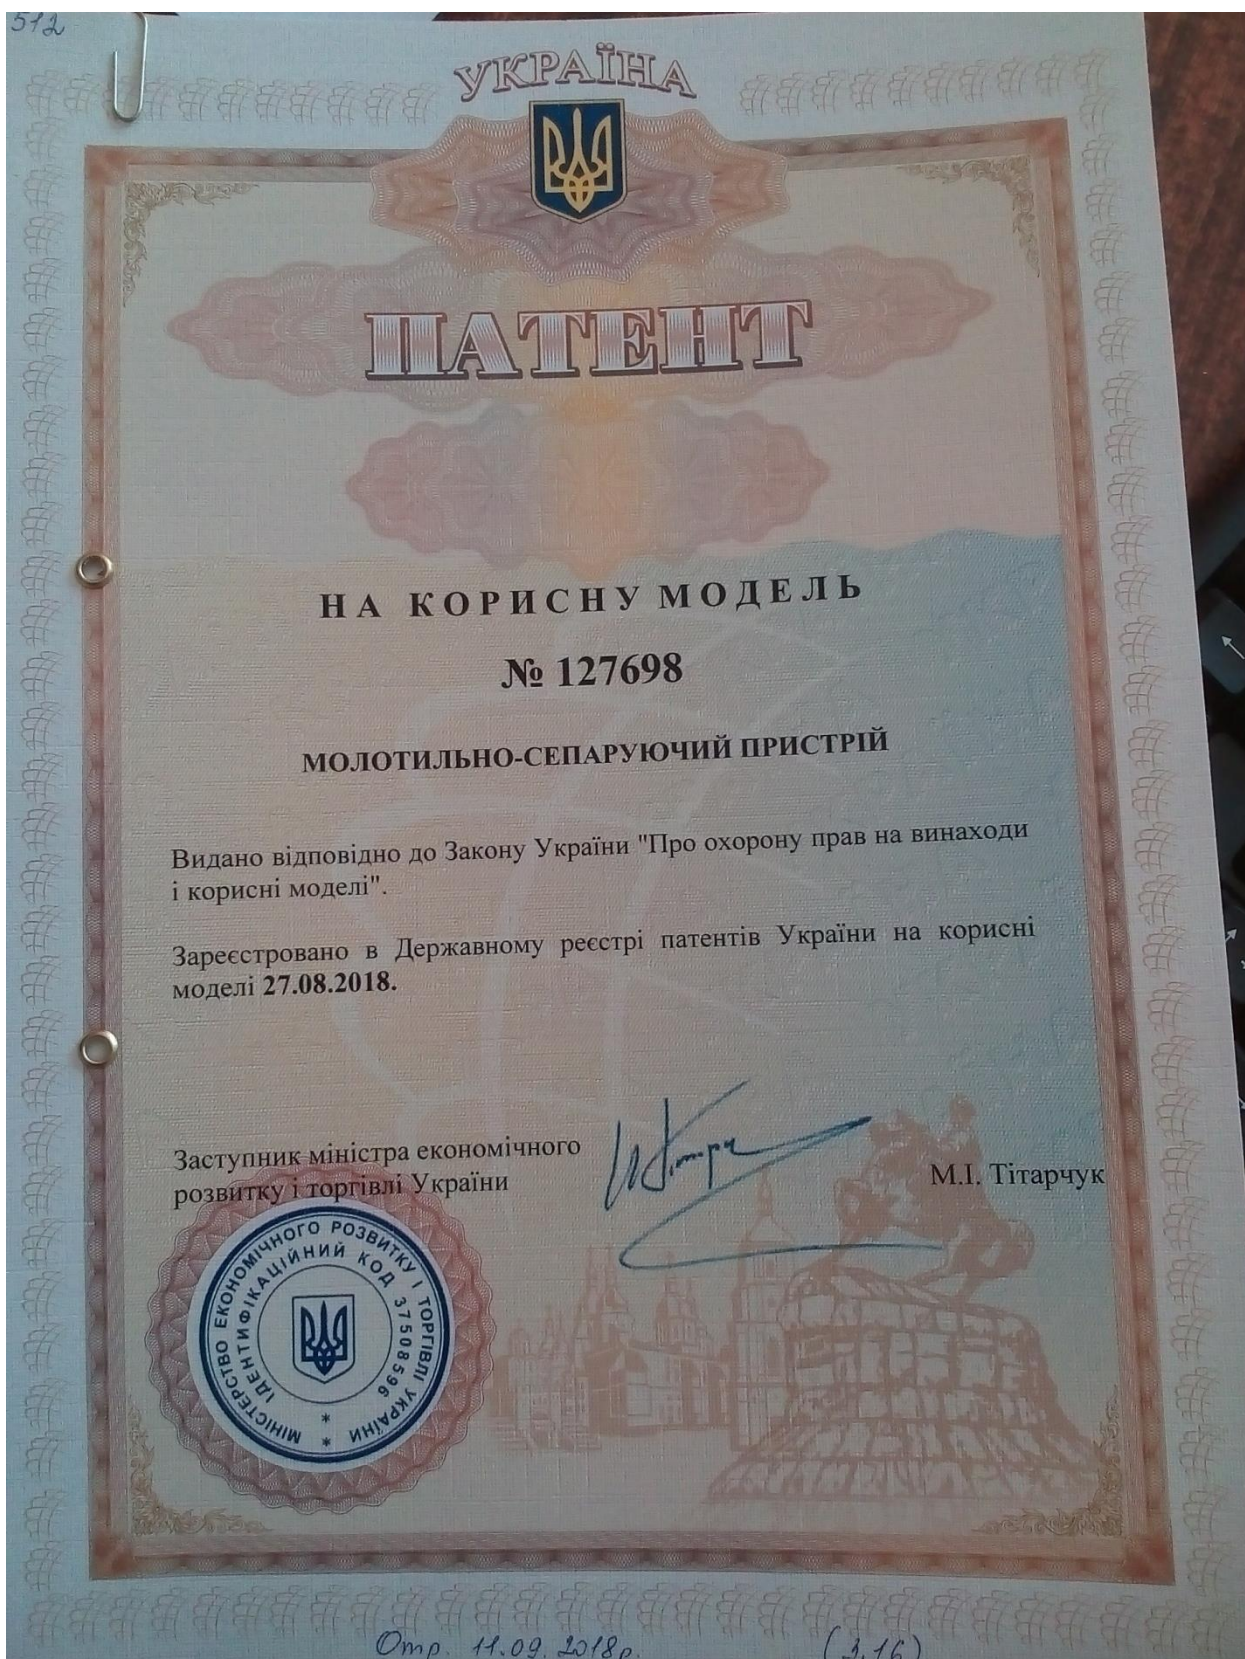 512
УКРАЇНА
ПАТЕНТ
НА КОРИСНУ МОДЕЛЬ
№ 127698
МОЛОТИЛЬНО-СЕПАРУЮЧИЙ ПРИСТРІЙ
Видано відповідно до Закону України "Про охорону прав на винаходи
і корисні моделі".
Зареєстровано в Державному реєстрі патентів України на корисні
моделі 27.08.2018.
Заступник міністра економічного
розвитку і торгівлі України
М.І. Тітарчук
МІНІСТЕРСТВО ЕКОНОМІЧНОГО РОЗВИТКУ І ТОРГІВЛІ УКРАЇНИ *
ІДЕНТИФІКАЦІЙНИЙ КОД 37508596 *
Отр. 11.09.2018р. (3.16)